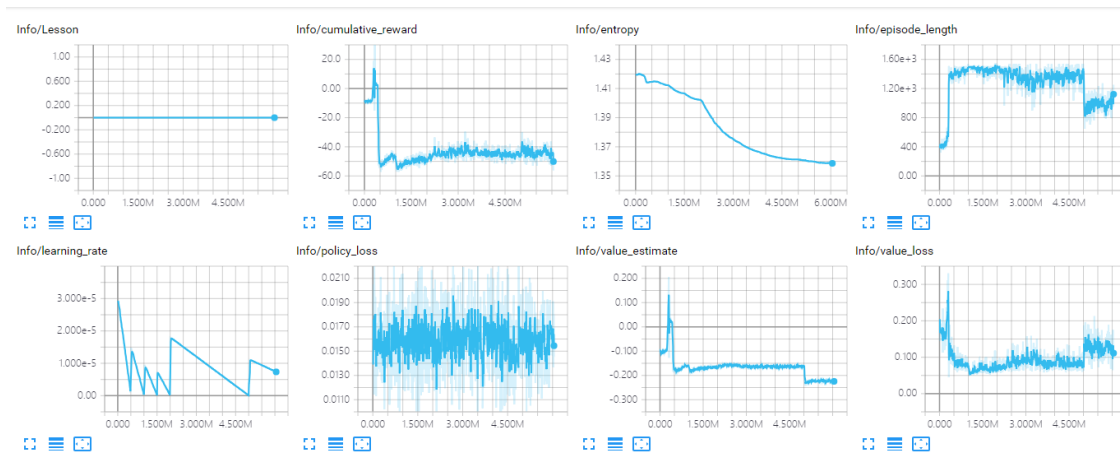 Info/Lesson
1.00
0.600
0.200
-0.200
-0.600
-1.00
0.000 1.500M 3.000M 4.500M
Info/cumulative_reward
20.0
0.00
-20.0
-40.0
-60.0
0.000 1.500M 3.000M 4.500M
Info/entropy
1.43
1.41
1.39
1.37
1.35
0.000 1.500M 3.000M 4.500M 6.000M
Info/episode_length
1.60e+3
1.20e+3
800
400
0.00
0.000 1.500M 3.000M 4.500M
Info/learning_rate
3.000e-5
2.000e-5
1.000e-5
0.00
0.000 1.500M 3.000M 4.500M
Info/policy_loss
0.0210
0.0190
0.0170
0.0150
0.0130
0.0110
0.000 1.500M 3.000M 4.500M
Info/value_estimate
0.200
0.100
0.00
-0.100
-0.200
-0.300
0.000 1.500M 3.000M 4.500M
Info/value_loss
0.300
0.200
0.100
0.00
0.000 1.500M 3.000M 4.500M